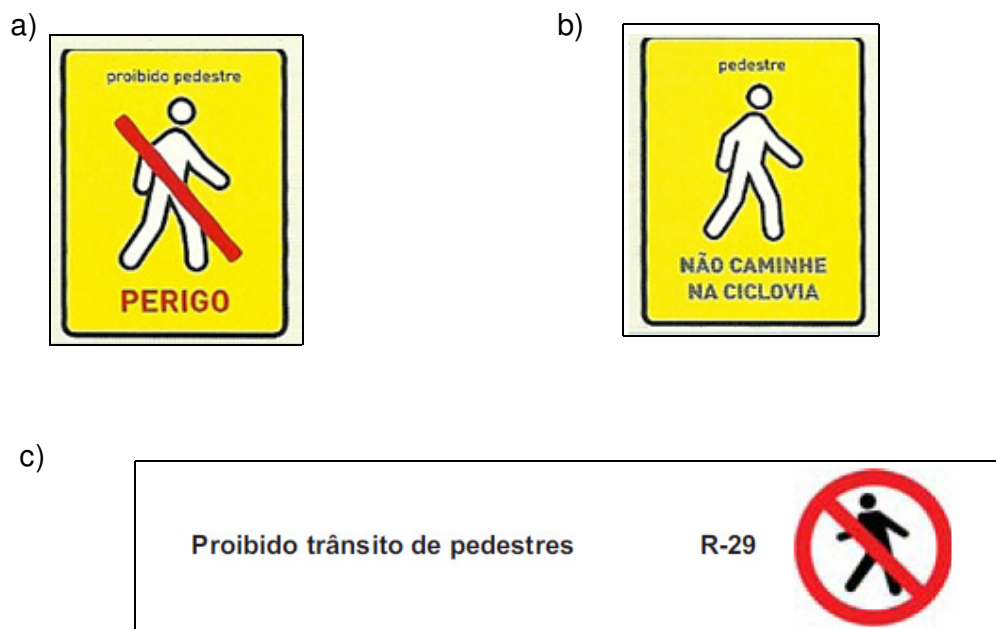 a)
proibido pedestre
PERIGO
b)
pedestre
NÃO CAMINHE
NA CICLOVIA
c)
Proibido trânsito de pedestres R-29